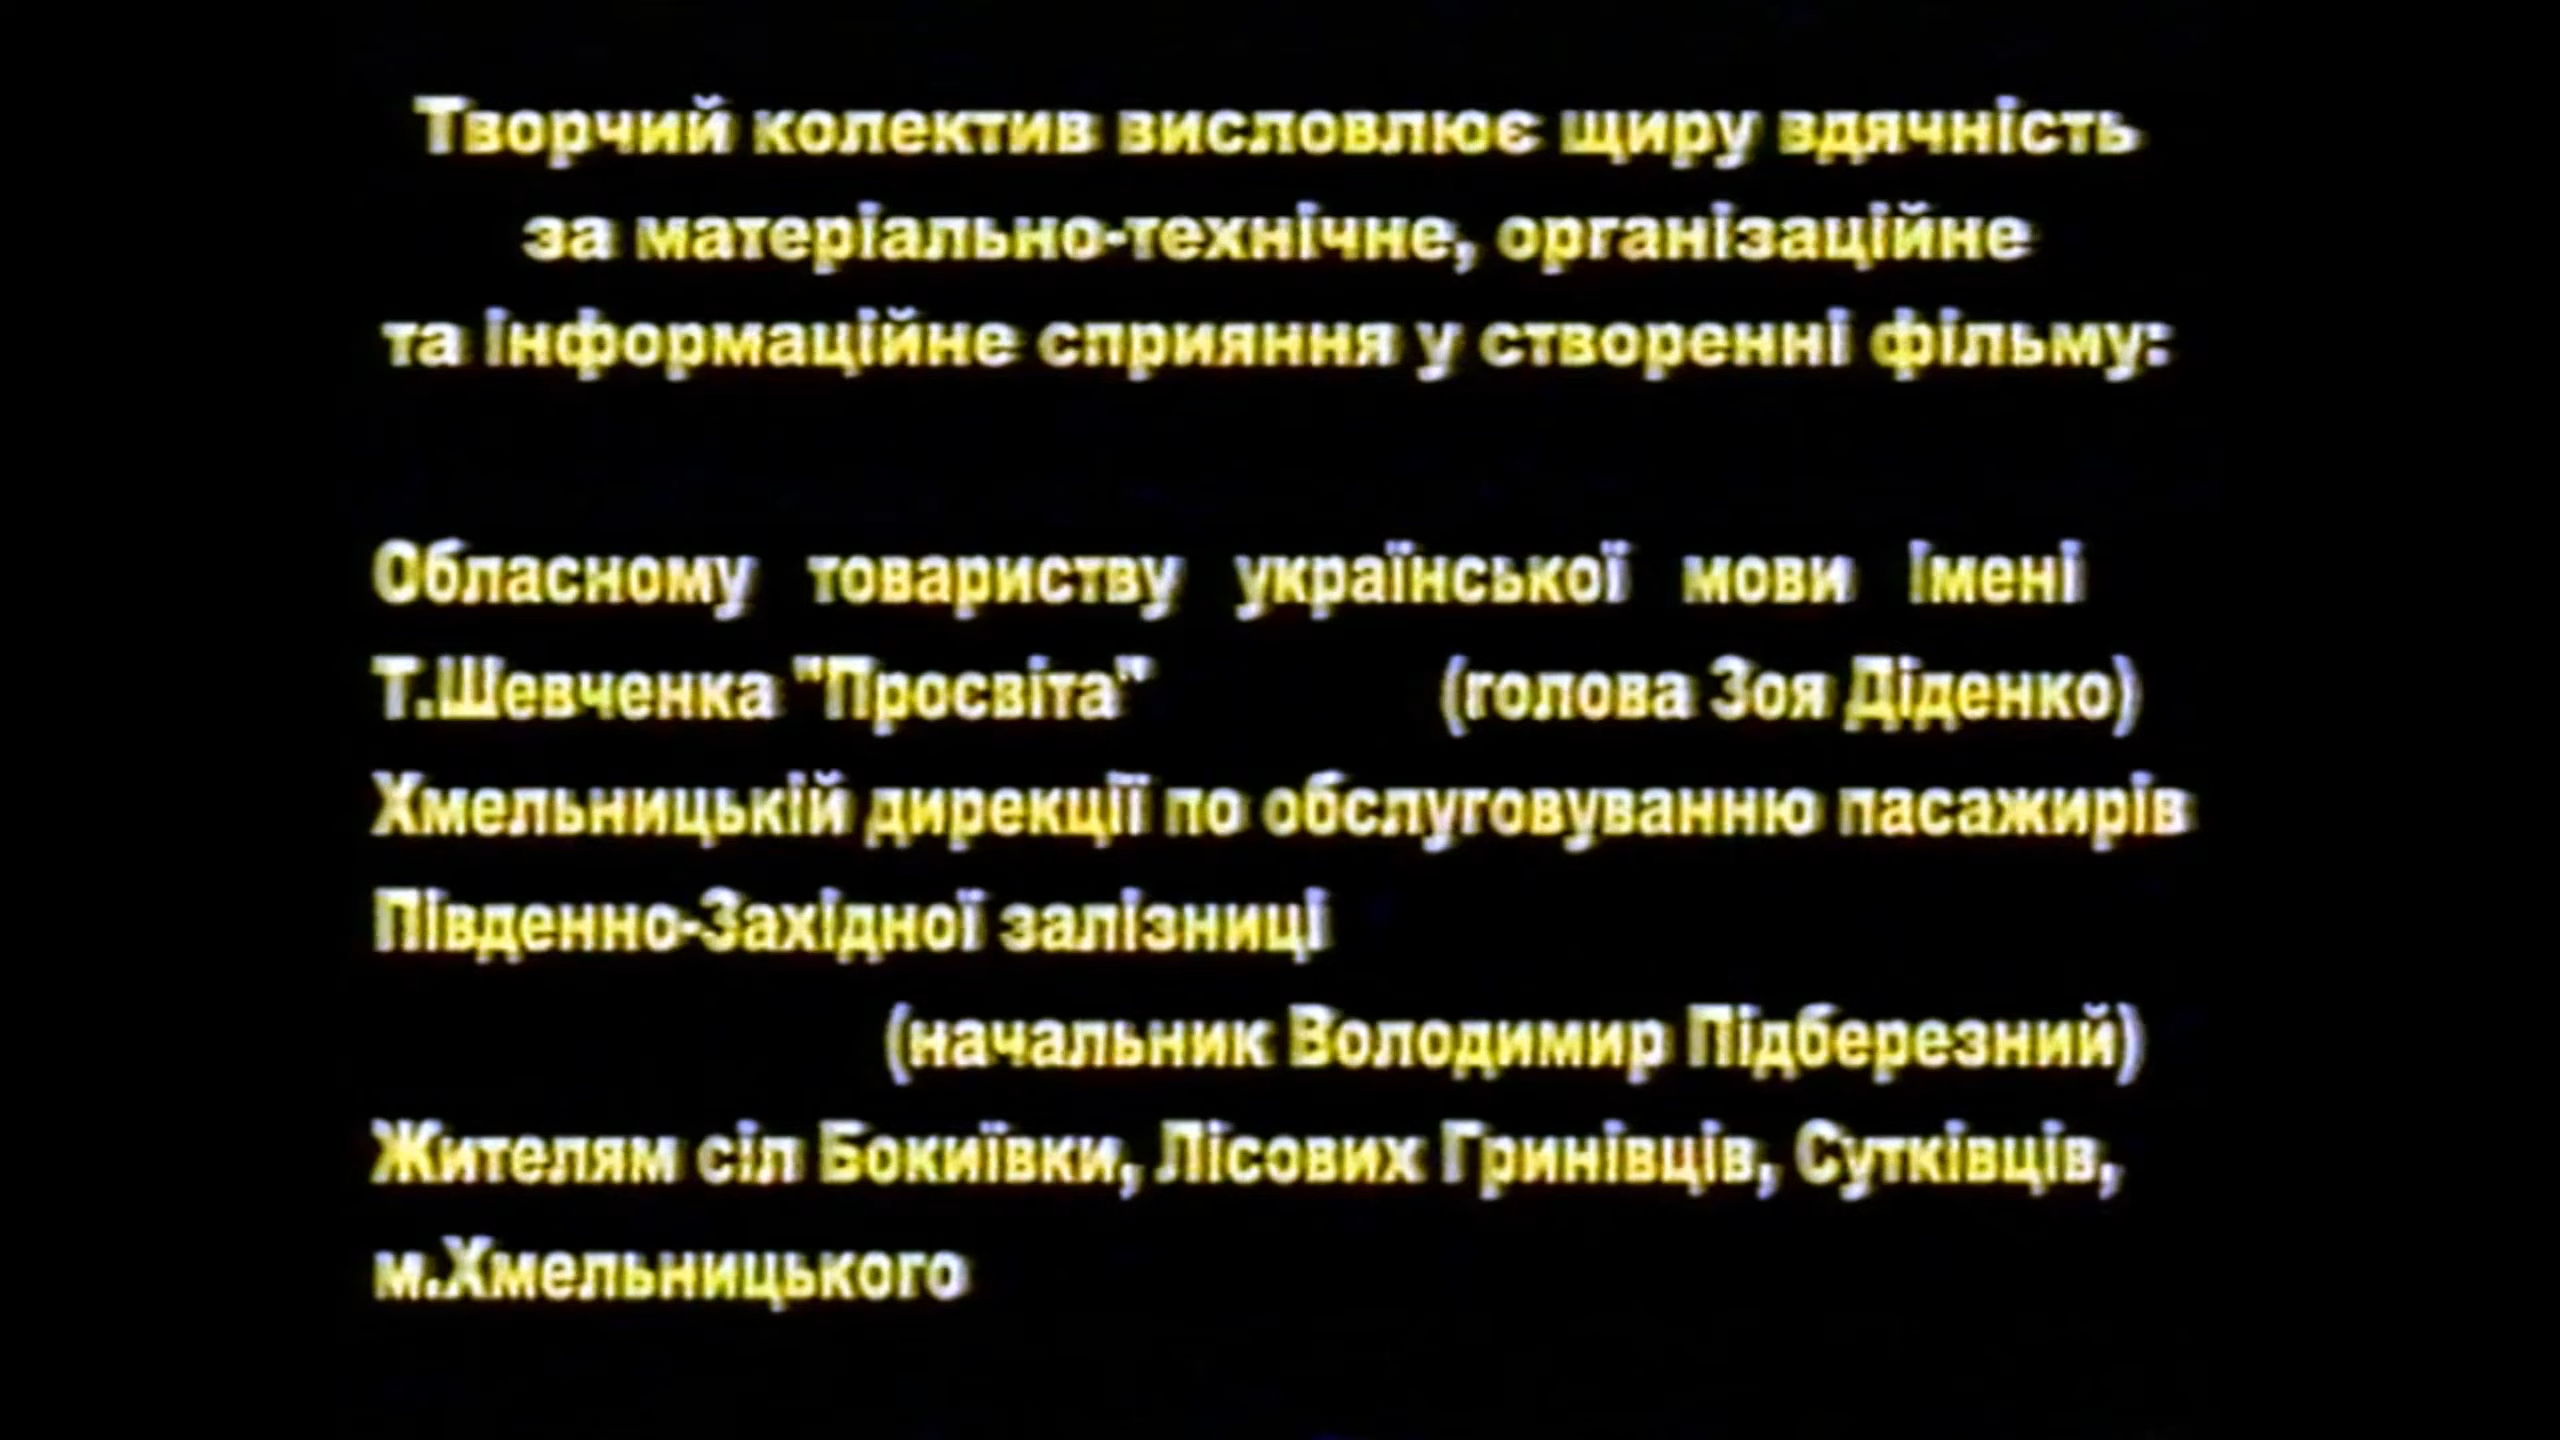 Творчий колектив висловлює щиру вдячність
за матеріально-технічне, організаційне
та інформаційне сприяння у створенні фільму:
Обласному товариству української мови імені
Т.Шевченка "Просвіта" (голова Зоя Діденко)
Хмельницькій дирекції по обслуговуванню пасажирів
Південно-Західної залізниці
(начальник Володимир Підберезний)
Жителям сіл Бокиївки, Лісових Гринівців, Сутківців,
м.Хмельницького